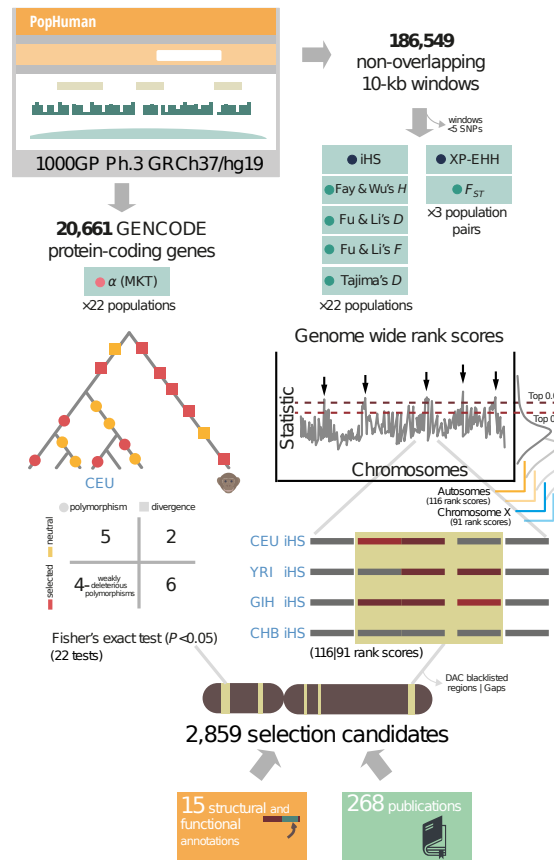 PopHuman
1000GP Ph.3 GRCh37/hg19
186,549
non-overlapping
10-kb windows
windows
<5 SNPs
iHS
Fay & Wu's H
Fu & Li's D
Fu & Li's F
Tajima's D
×22 populations
XP-EHH
FST
×3 population
pairs
20,661 GENCODE
protein-coding genes
α (MKT)
×22 populations
CEU
polymorphism
divergence
neutral
selected
5
2
4-weakly
deleterious
polymorphisms
6
Fisher's exact test (P<0.05)
(22 tests)
Genome wide rank scores
Statistic
Top 0.0
Top 0.
Chromosomes
Autosomes
(116 rank scores)
Chromosome X
(91 rank scores)
CEU iHS
YRI iHS
GIH iHS
CHB iHS
(116|91 rank scores)
DAC blacklisted
regions | Gaps
2,859 selection candidates
15 structural and
functional
annotations
268 publications